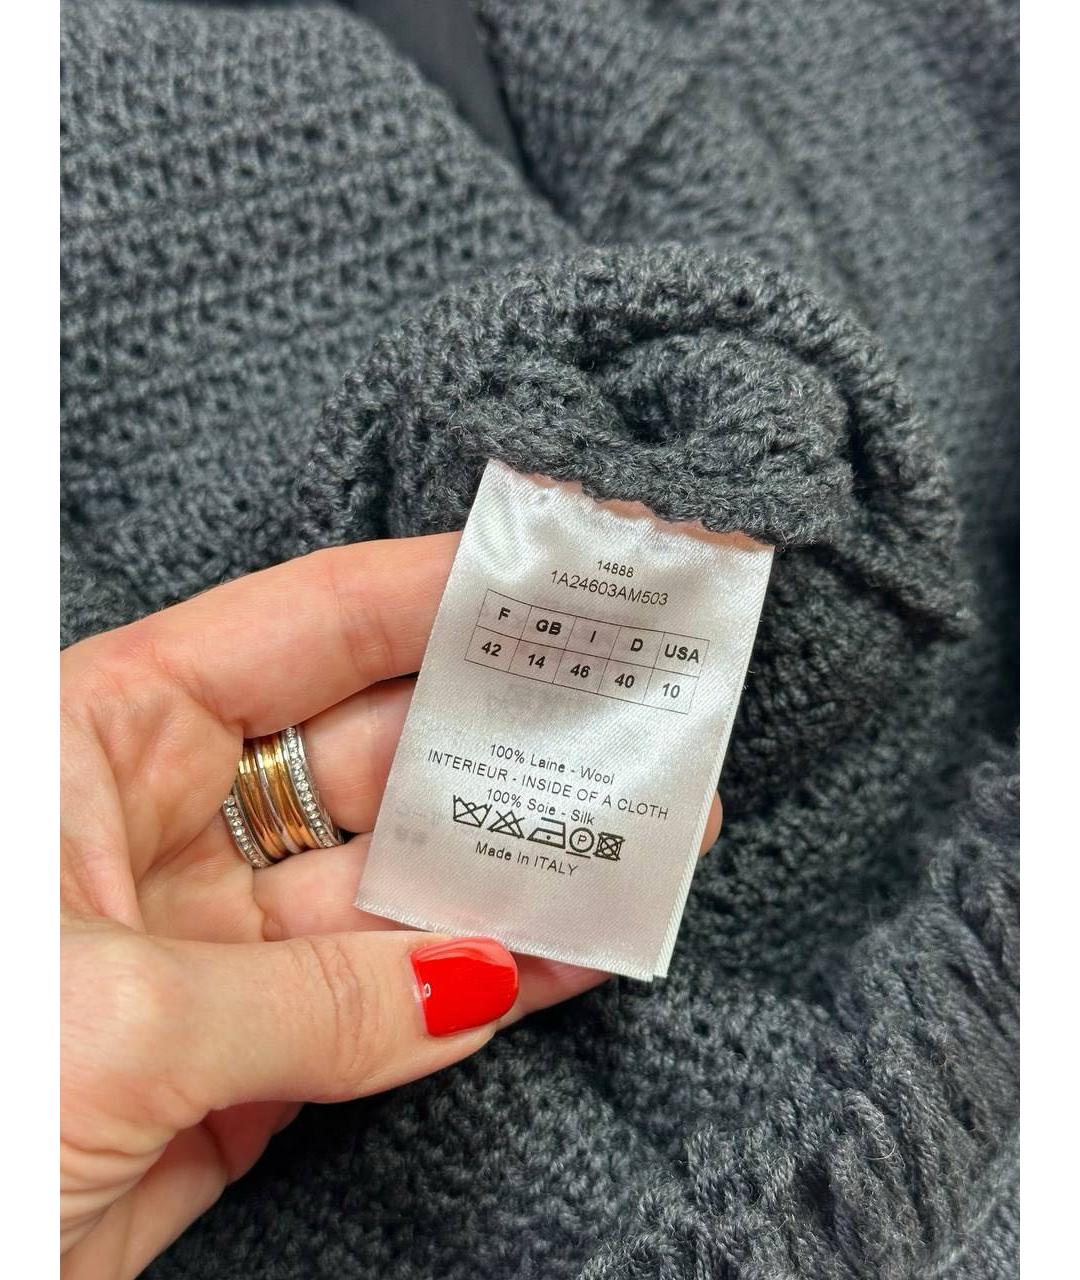 14888
1A24603AM503
F GB I D USA
42 14 46 40 10
100% Laine - Wool
INTERIEUR - INSIDE OF A CLOTH
100% Soie - Silk
P
Made in ITALY